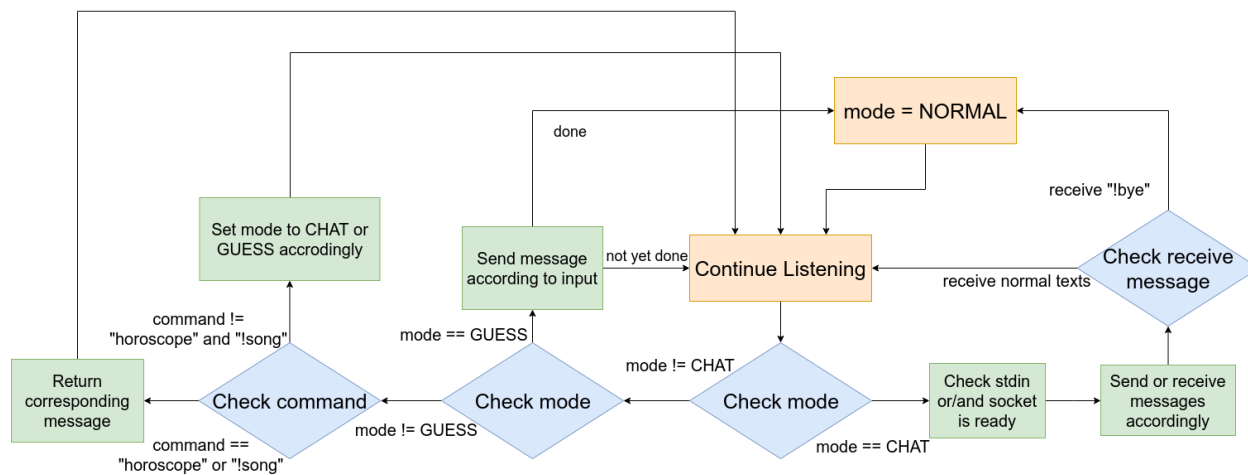 mode = NORMAL
done
receive "!bye"
Set mode to CHAT or
GUESS accrodingly
Send message
according to input
not yet done
Continue Listening
Check receive
message
receive normal texts
command !=
"horoscope" and "!song"
mode == GUESS
mode != CHAT
Return
corresponding
message
Check command
Check mode
Check mode
Check stdin
or/and socket
is ready
Send or receive
messages
accordingly
mode != GUESS
command ==
"horoscope" or "!song"
mode == CHAT